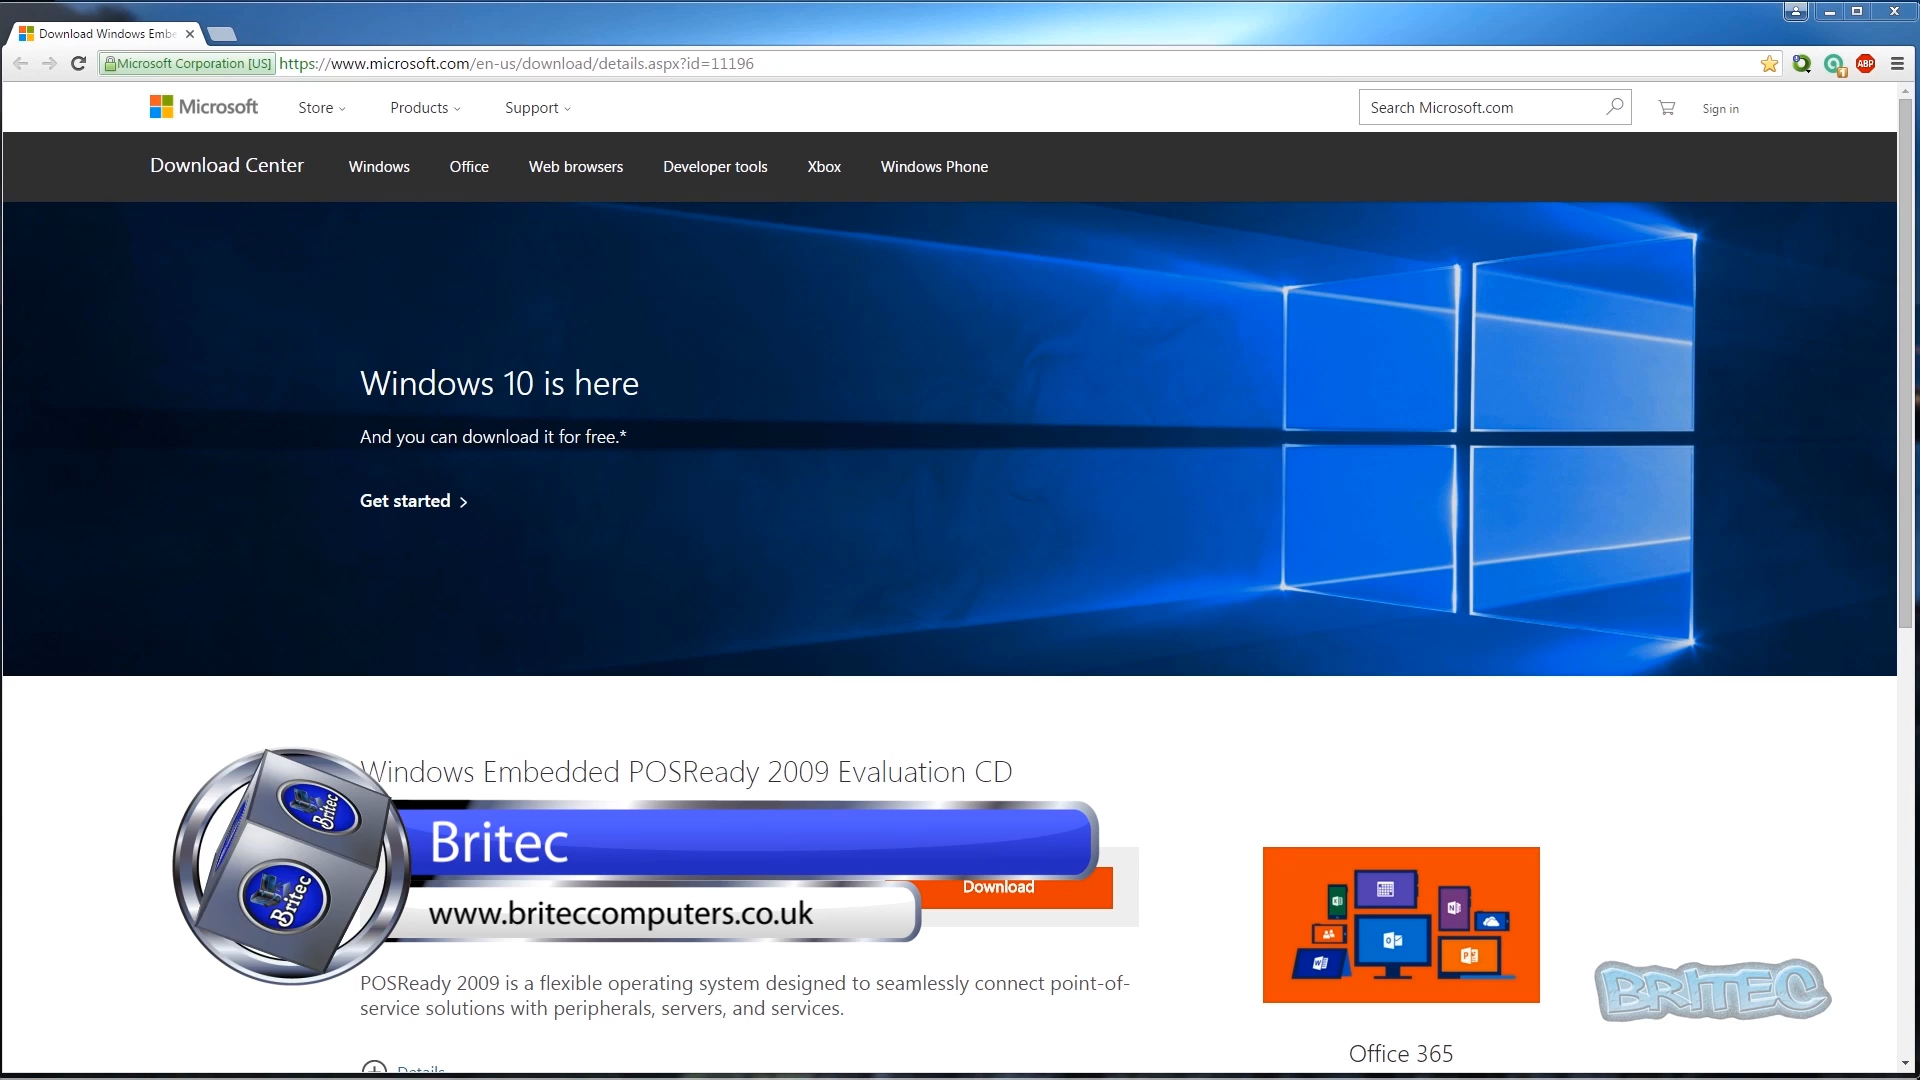 Download Windows Embe
Microsoft Corporation [US] https://www.microsoft.com/en-us/download/details.aspx?id=11196
ABP
Microsoft Store Products Support Search Microsoft.com Sign in
Download Center Windows Office Web browsers Developer tools Xbox Windows Phone
Windows 10 is here
And you can download it for free.*
Get started >
Windows Embedded POSReady 2009 Evaluation CD
Britec
Britec
Britec
Download
www.briteccomputers.co.uk
POSReady 2009 is a flexible operating system designed to seamlessly connect point-of-
service solutions with peripherals, servers, and services.
BRITEC
Office 365
Details